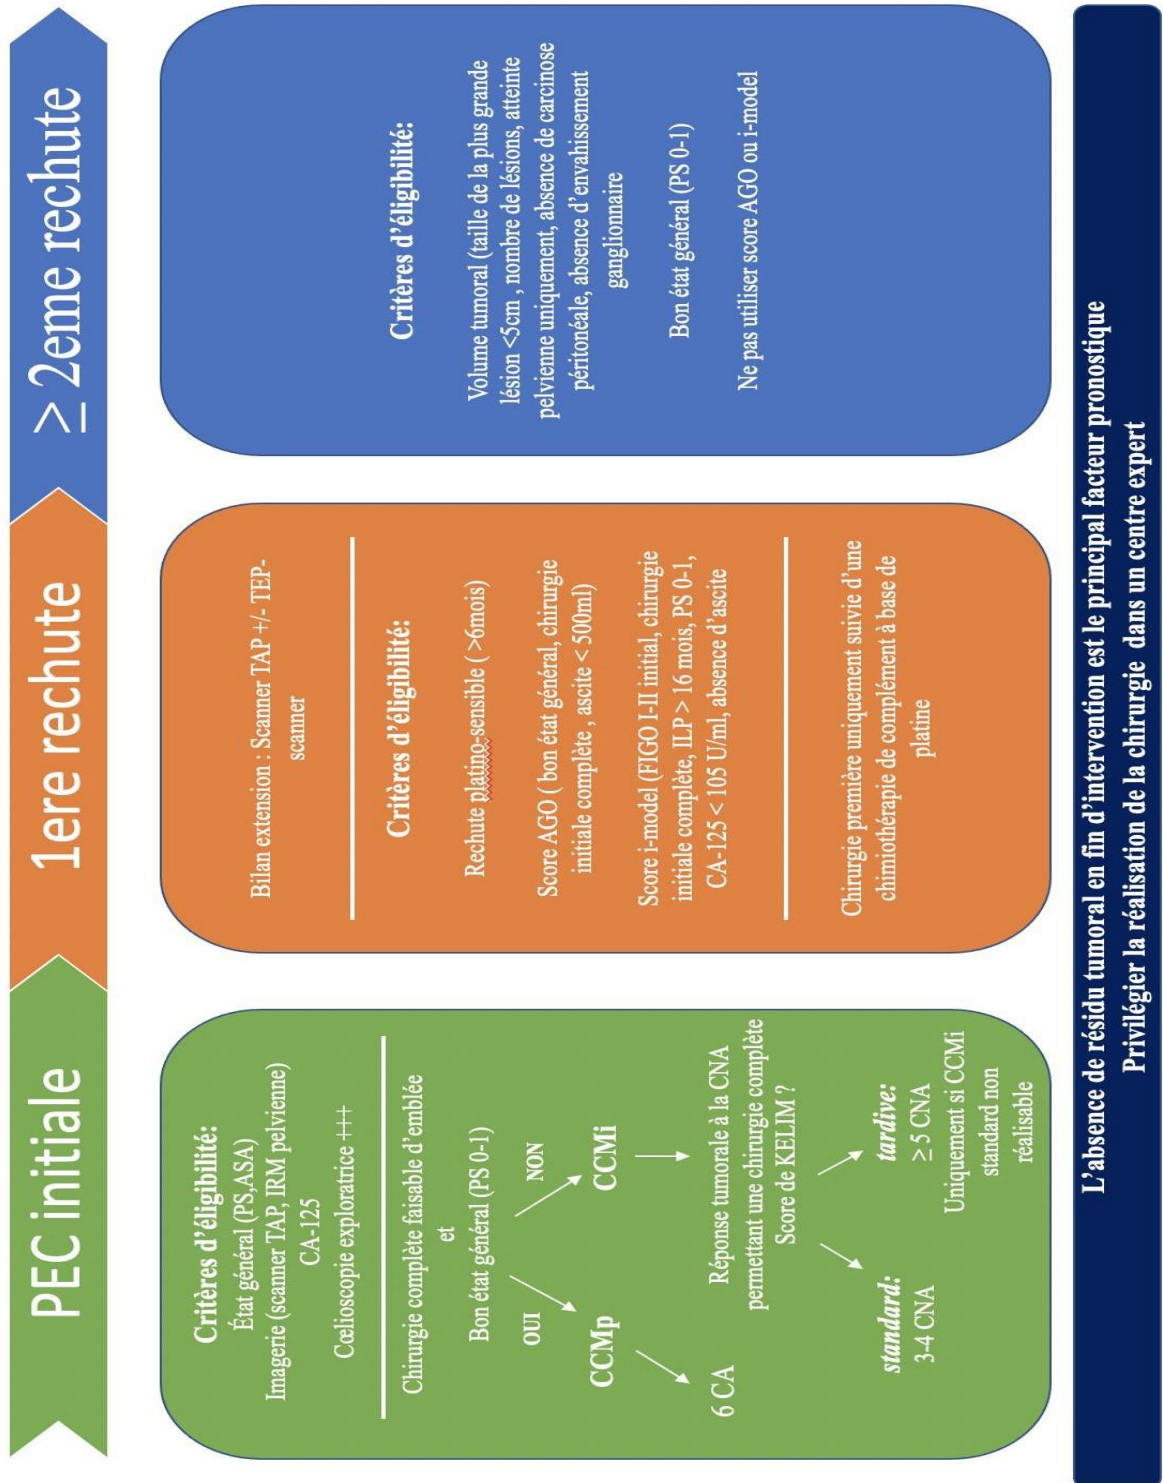 PEC initiale
1ere rechute
≥ 2eme rechute
Critères d'éligibilité:
État général (PS,ASA)
Imagerie (scanner TAP, IRM pelvienne)
CA-125
Cœlioscopie exploratrice +++
Chirurgie complète faisable d'emblée
et
Bon état général (PS 0-1)
OUI
NON
CCMp
CCMi
6 CA
Réponse tumorale à la CNA
permettant une chirurgie complète
Score de KELIM ?
standard:
3-4 CNA
tardive:
≥ 5 CNA
Uniquement si CCMi
standard non
réalisable
Bilan extension : Scanner TAP +/- TEP-
scanner
Critères d'éligibilité:
Rechute platino-sensible ( >6mois)
Score AGO ( bon état général, chirurgie
initiale complète , ascite < 500ml)
Score i-model (FIGO I-II initial, chirurgie
initiale complète, ILP > 16 mois, PS 0-1,
CA-125 < 105 U/ml, absence d'ascite
Chirurgie première uniquement suivie d'une
chimiothérapie de complément à base de
platine
Critères d'éligibilité:
Volume tumoral (taille de la plus grande
lésion <5cm , nombre de lésions, atteinte
pelvienne uniquement, absence de carcinose
péritonéale, absence d'envahissement
ganglionnaire
Bon état général (PS 0-1)
Ne pas utiliser score AGO ou i-model
L'absence de résidu tumoral en fin d'intervention est le principal facteur pronostique
Privilégier la réalisation de la chirurgie dans un centre expert